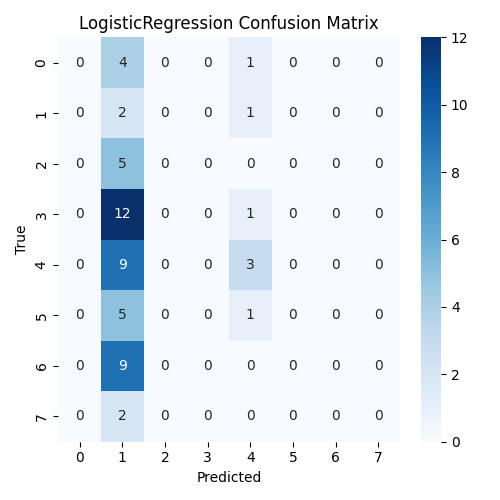 LogisticRegression Confusion Matrix
0 0 4 0 0 1 0 0 0
1 0 2 0 0 1 0 0 0
2 0 5 0 0 0 0 0 0
3 0 12 0 0 1 0 0 0
4 0 9 0 0 3 0 0 0
5 0 5 0 0 1 0 0 0
6 0 9 0 0 0 0 0 0
7 0 2 0 0 0 0 0 0
0 1 2 3 4 5 6 7
Predicted
True
12
10
8
6
4
2
0